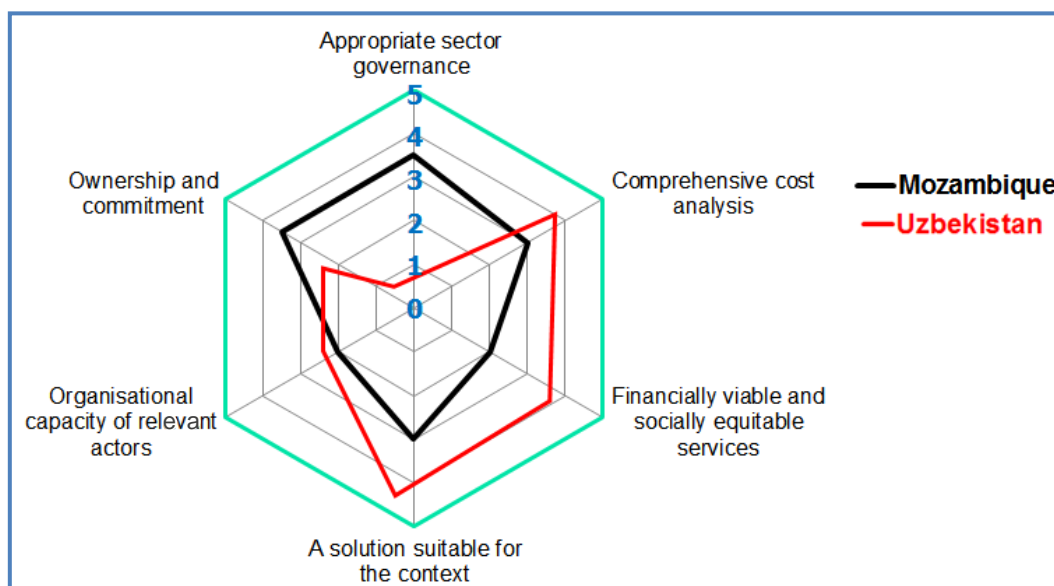 Appropriate sector
governance
5
4
3
2
1
0
Ownership and
commitment
Comprehensive cost
analysis
Mozambique
Uzbekistan
Organisational
capacity of relevant
actors
Financially viable and
socially equitable
services
A solution suitable for
the context